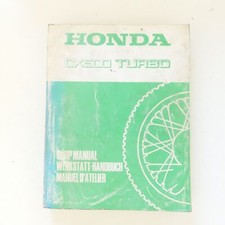 HONDA
CX500 TURBO
SHOP MANUAL
WERKSTATT-HANDBUCH
MANUEL D'ATELIER